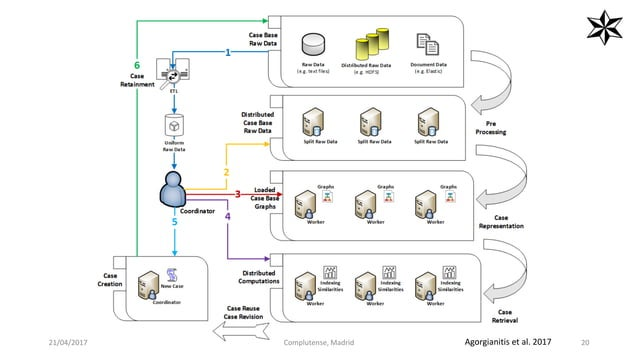 Case Base
Raw Data
1
6
Case
Retainment
ETL
Raw Data
(e.g. text files)
Distributed Raw Data
(e.g. HDFS)
Document Data
(e.g. Elastic)
Pre
Processing
Distributed
Case Base
Raw Data
Split Raw Data
Split Raw Data
Split Raw Data
Uniform
Raw Data
2
3
4
5
Coordinator
Loaded
Case Base
Graphs
Graphs
Graphs
Graphs
Worker
Worker
Worker
Case
Representation
Distributed
Computations
Indexing
Similarities
Indexing
Similarities
Indexing
Similarities
Worker
Worker
Worker
Case
Retrieval
Case
Creation
New Case
Coordinator
Case Reuse
Case Revision
21/04/2017
Complutense, Madrid
Agorgianitis et al. 2017
20